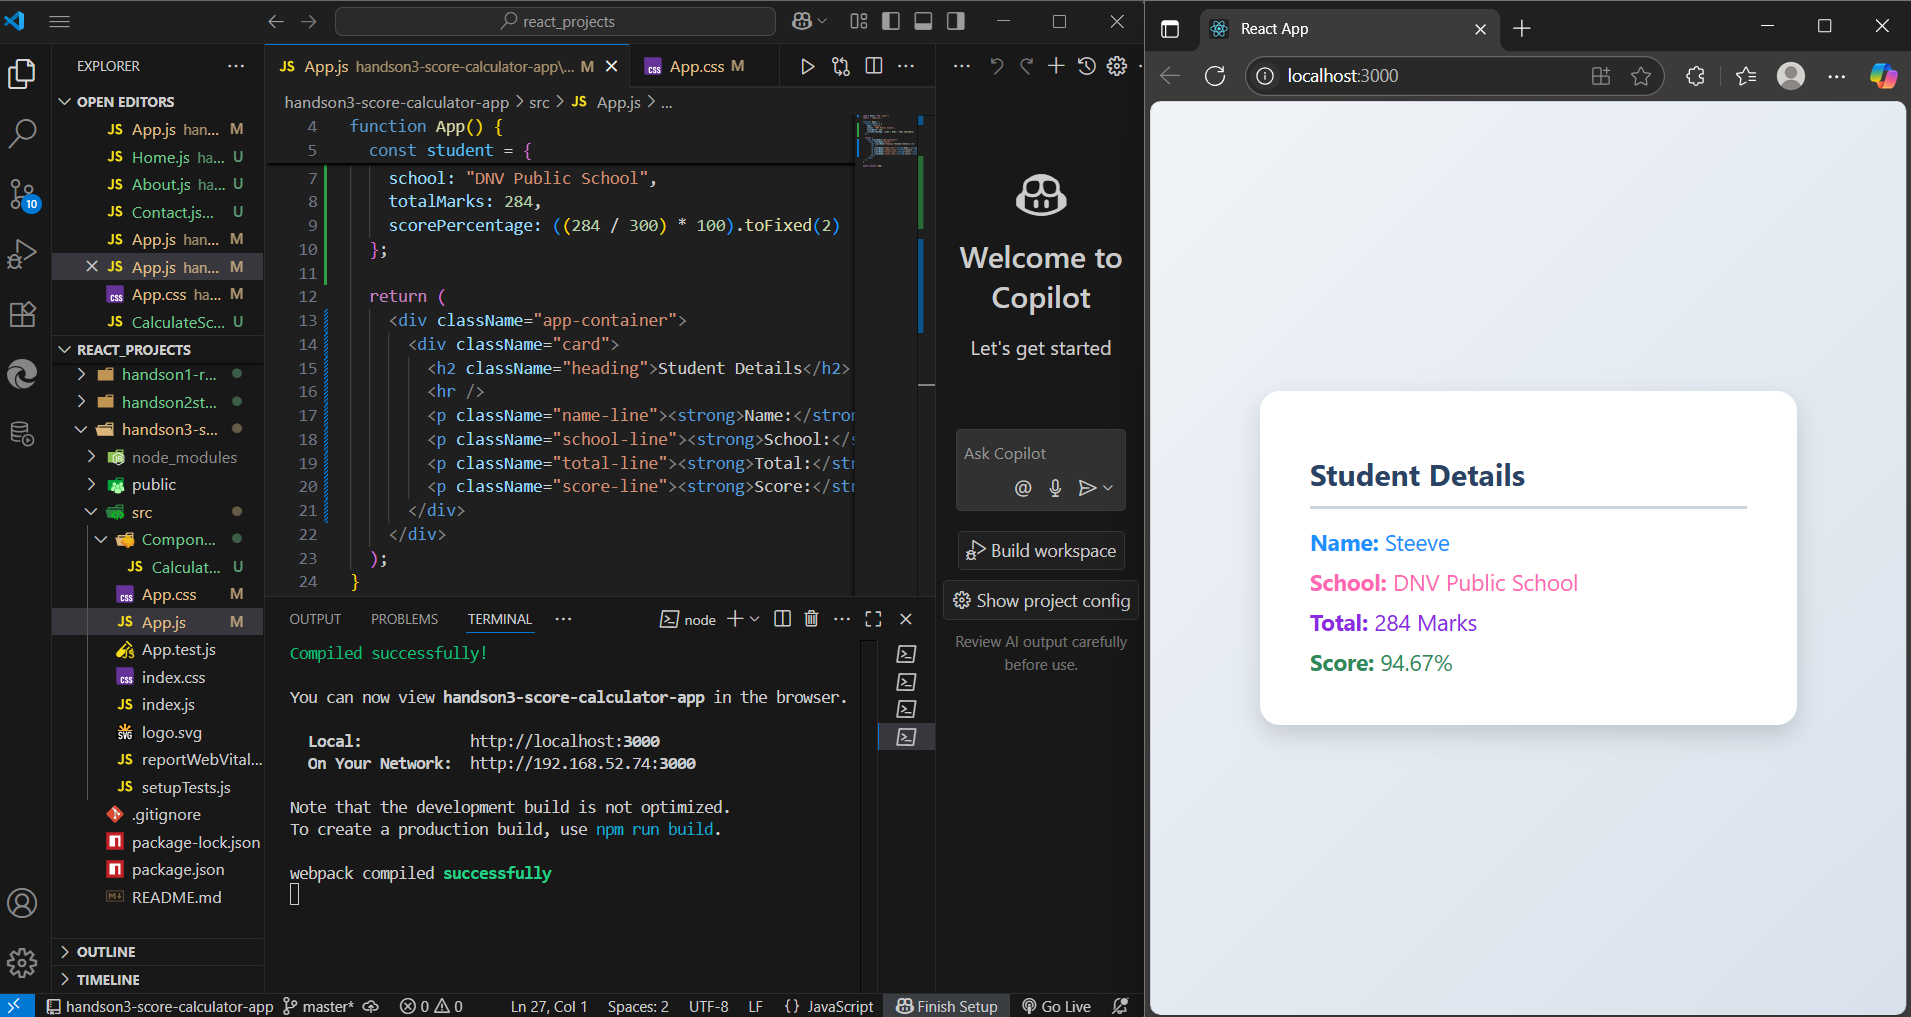 react_projects
EXPLORER
OPEN EDITORS
JS App.js han... M
JS Home.js ha... U
JS About.js ha... U
JS Contact.js... U
JS App.js han... M
JS App.js han... M
css App.css ha... M
JS CalculateSc... U
REACT_PROJECTS
handson1-r...
handson2st...
handson3-s...
node_modules
public
src
Compon...
JS Calculat... U
css App.css M
JS App.js M
App.test.js
css index.css
JS index.js
SVG logo.svg
JS reportWebVital...
JS setupTests.js
.gitignore
package-lock.json
package.json
README.md
OUTLINE
TIMELINE
JS App.js handson3-score-calculator-app\... M
css App.css M
handson3-score-calculator-app > src > JS App.js > ...
4 function App() {
5 const student = {
7 school: "DNV Public School",
8 totalMarks: 284,
9 scorePercentage: ((284 / 300) * 100).toFixed(2)
10 };
11
12 return (
13 <div className="app-container">
14 <div className="card">
15 <h2 className="heading">Student Details</h2>
16 <hr />
17 <p className="name-line"><strong>Name:</stron
18 <p className="school-line"><strong>School:</s
19 <p className="total-line"><strong>Total:</str
20 <p className="score-line"><strong>Score:</str
21 </div>
22 </div>
23 );
24 }
OUTPUT PROBLEMS TERMINAL ... node
Compiled successfully!
You can now view handson3-score-calculator-app in the browser.
Local: http://localhost:3000
On Your Network: http://192.168.52.74:3000
Note that the development build is not optimized.
To create a production build, use npm run build.
webpack compiled successfully
Welcome to
Copilot
Let's get started
Ask Copilot
Build workspace
Show project config
Review AI output carefully
before use.
handson3-score-calculator-app master* 0 0 Ln 27, Col 1 Spaces: 2 UTF-8 LF {} JavaScript Finish Setup Go Live
React App
localhost:3000
Student Details
Name: Steeve
School: DNV Public School
Total: 284 Marks
Score: 94.67%
10